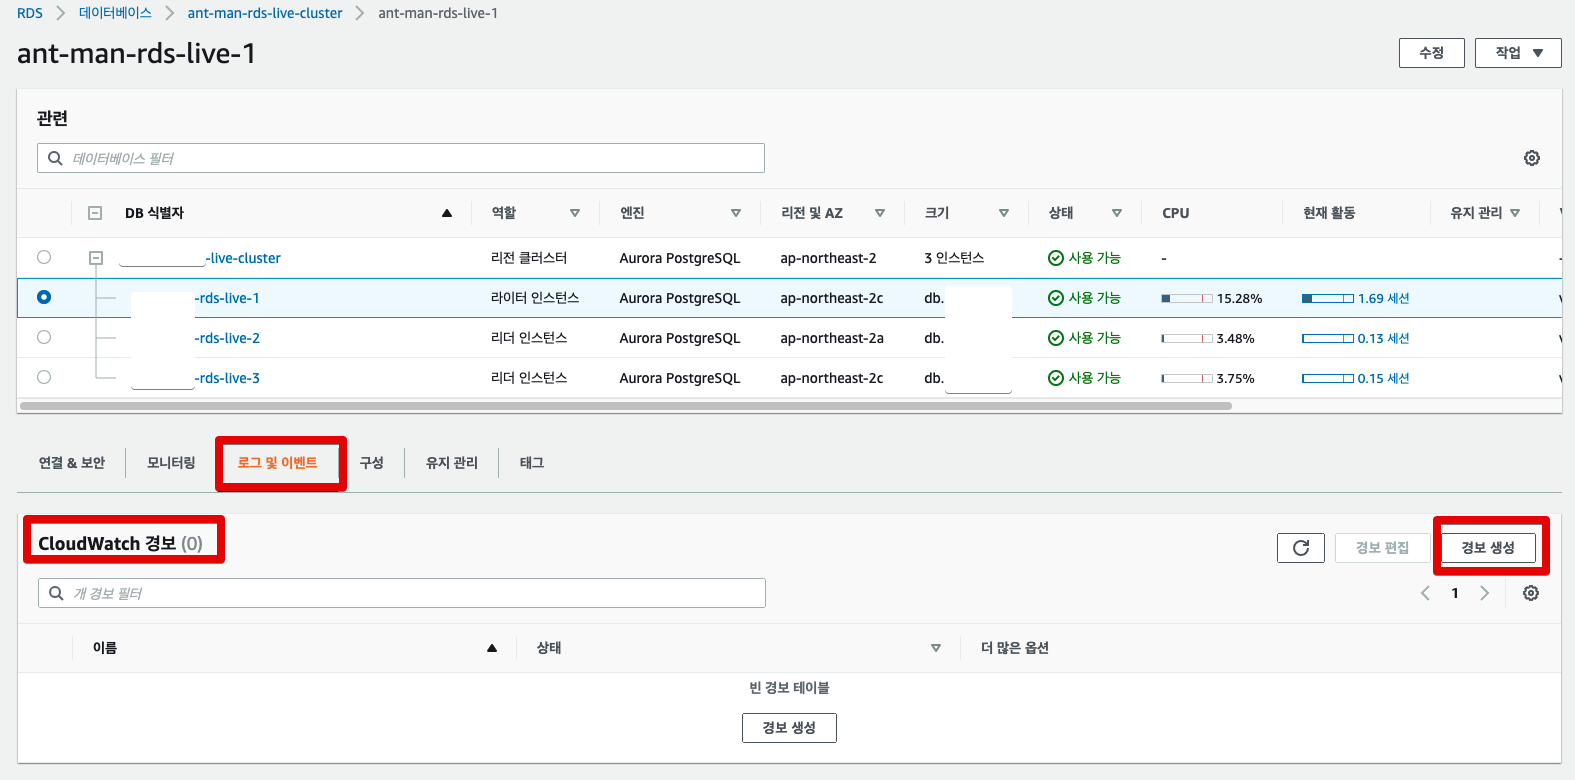 RDS > 데이터베이스 > ant-man-rds-live-cluster > ant-man-rds-live-1
ant-man-rds-live-1
수정
작업
관련
데이터베이스 필터
DB 식별자 역할 엔진 리전 및 AZ 크기 상태 CPU 현재 활동 유지 관리
-live-cluster 리전 클러스터 Aurora PostgreSQL ap-northeast-2 3 인스턴스 사용 가능 - -
-rds-live-1 라이터 인스턴스 Aurora PostgreSQL ap-northeast-2c db. 사용 가능 15.28% 1.69 세션
-rds-live-2 리더 인스턴스 Aurora PostgreSQL ap-northeast-2a db. 사용 가능 3.48% 0.13 세션
-rds-live-3 리더 인스턴스 Aurora PostgreSQL ap-northeast-2c db. 사용 가능 3.75% 0.15 세션
연결 & 보안 모니터링 로그 및 이벤트 구성 유지 관리 태그
CloudWatch 경보 (0)
경보 편집
경보 생성
개 경보 필터
1
이름 상태 더 많은 옵션
빈 경보 테이블
경보 생성